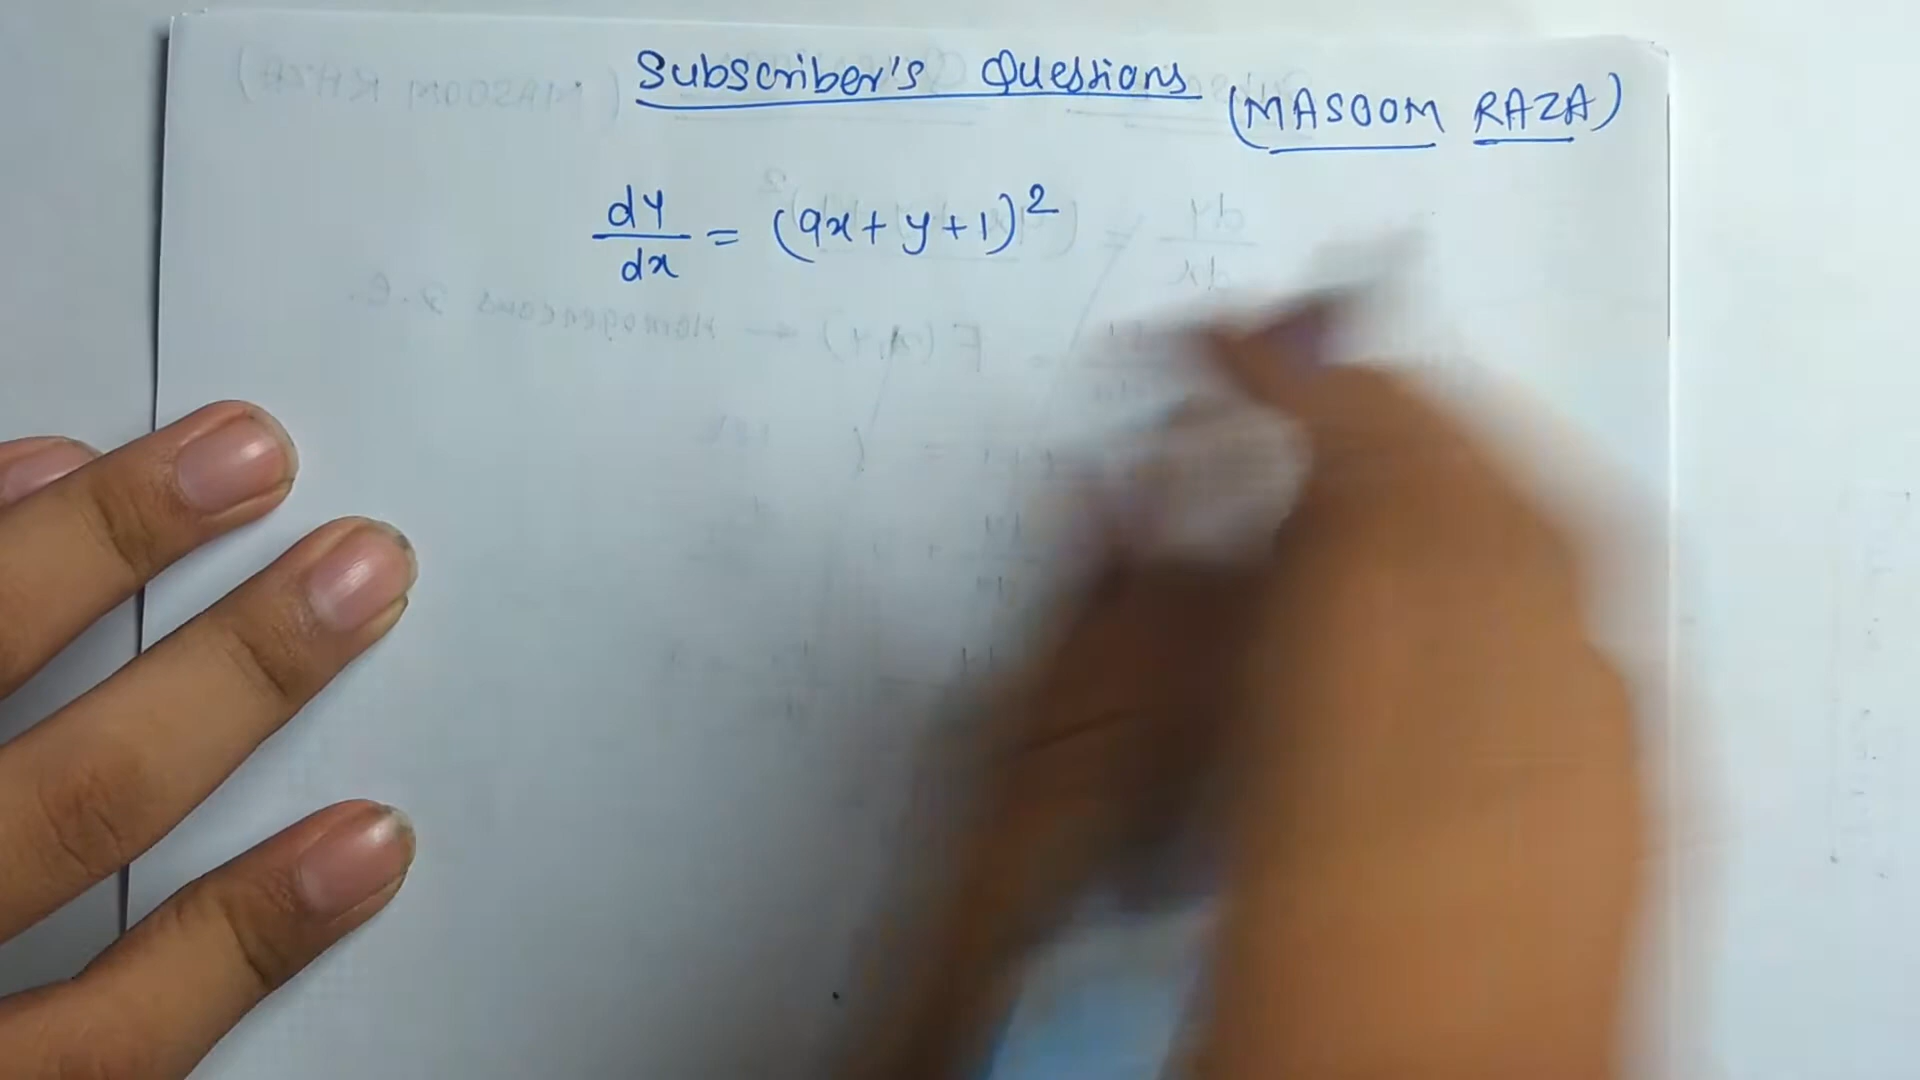 Subscriber's Questions
(MASOOM RAZA)
dy/dx = (9x + y + 1)²